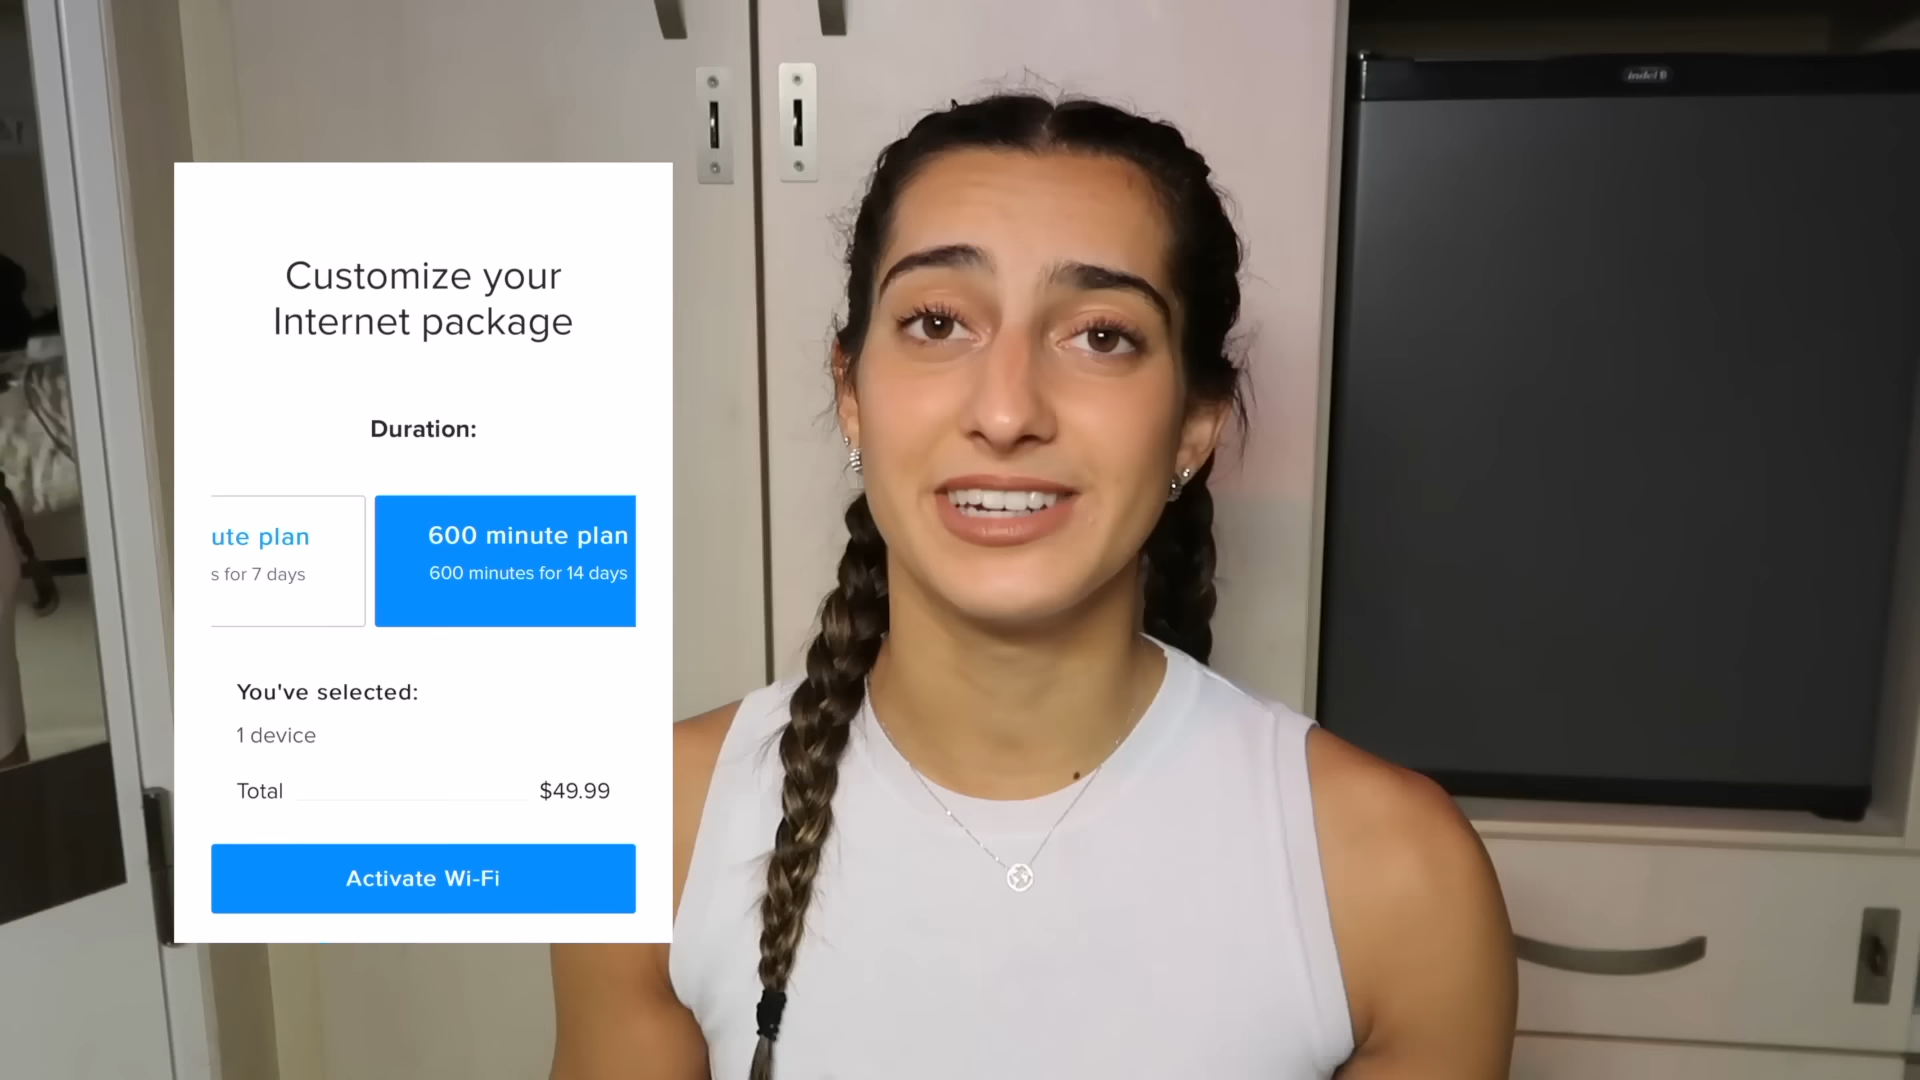 Customize your
Internet package
Duration:
ute plan
s for 7 days
600 minute plan
600 minutes for 14 days
You've selected:
1 device
Total $49.99
Activate Wi-Fi
indel B